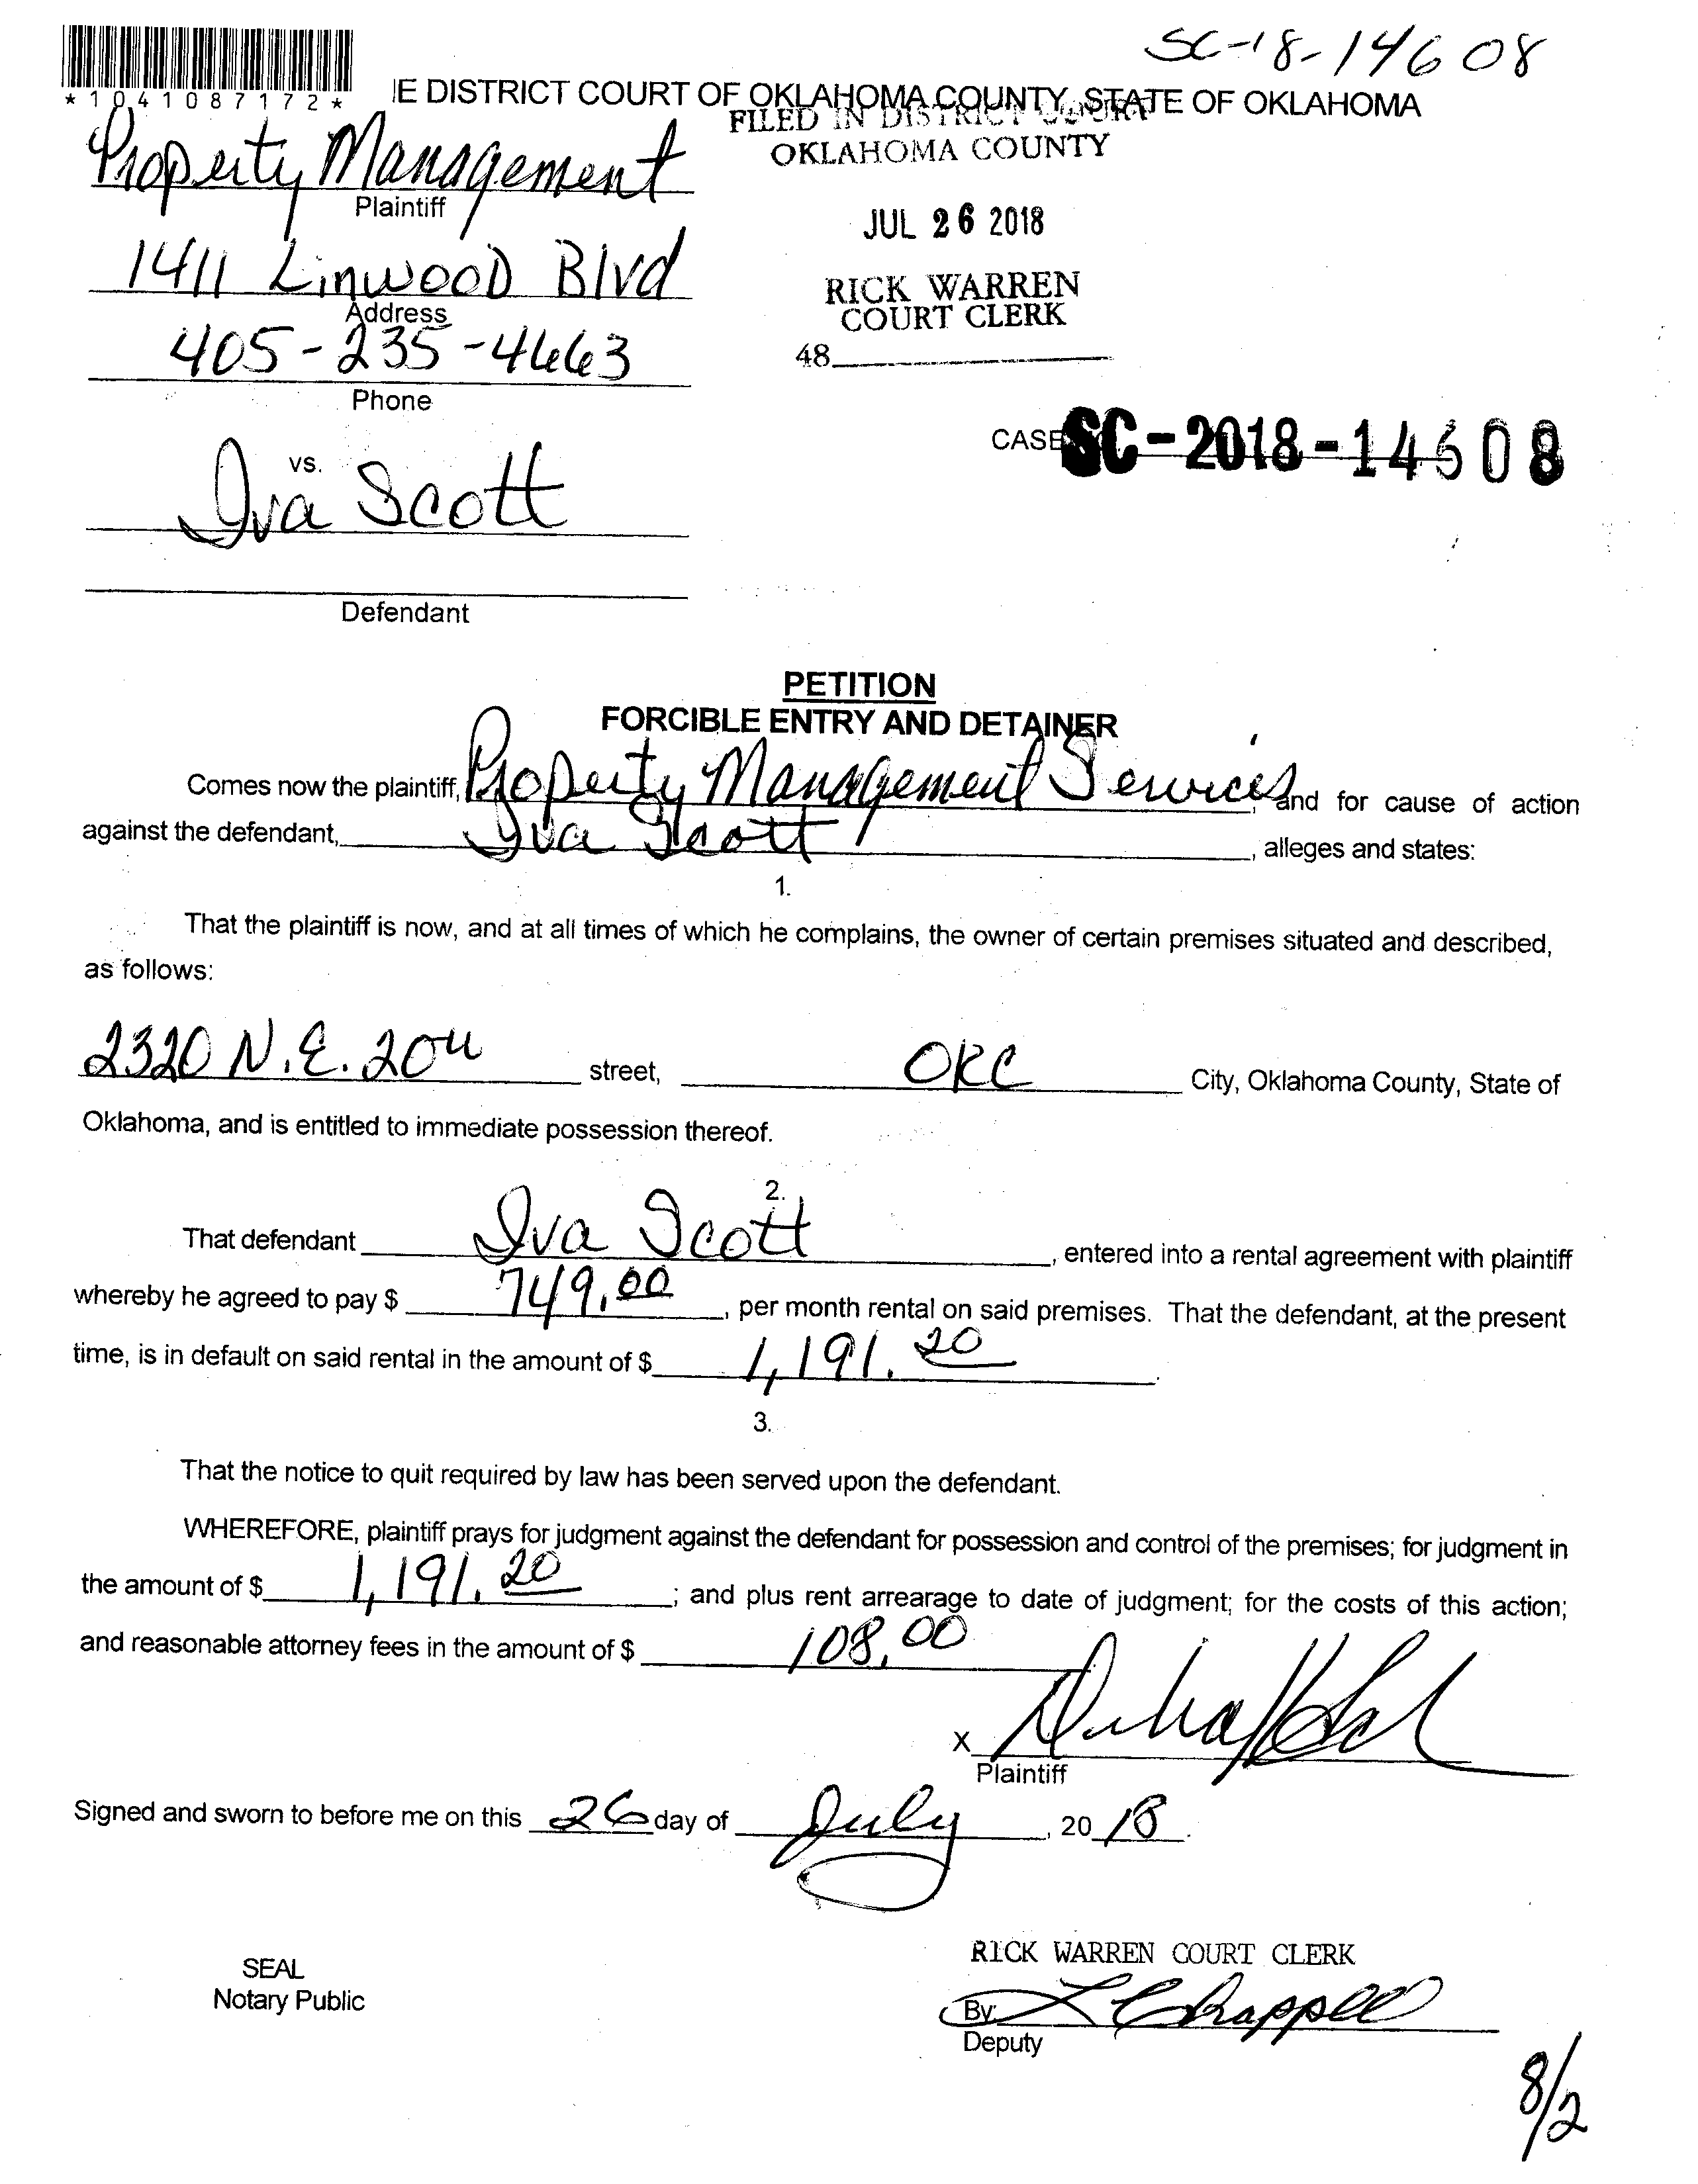 SC-18-14608
*1041087172*
IE DISTRICT COURT OF OKLAHOMA COUNTY, STATE OF OKLAHOMA
FILED IN DISTRICT COURT
OKLAHOMA COUNTY
Property Management
Plaintiff
JUL 26 2018
1411 Linwood Blvd
Address
RICK WARREN
COURT CLERK
405-235-4663
48
Phone
CASE SC-2018-14608
vs.
Iva Scott
Defendant
PETITION
FORCIBLE ENTRY AND DETAINER
Comes now the plaintiff, Property Management Services, and for cause of action
against the defendant, Iva Scott, alleges and states:
1.
That the plaintiff is now, and at all times of which he complains, the owner of certain premises situated and described,
as follows:
2320 N.E. 20th street, OKC City, Oklahoma County, State of
Oklahoma, and is entitled to immediate possession thereof.
2.
That defendant Iva Scott, entered into a rental agreement with plaintiff
whereby he agreed to pay $ 749.00, per month rental on said premises. That the defendant, at the present
time, is in default on said rental in the amount of $ 1,191.20.
3.
That the notice to quit required by law has been served upon the defendant.
WHEREFORE, plaintiff prays for judgment against the defendant for possession and control of the premises; for judgment in
the amount of $ 1,191.20; and plus rent arrearage to date of judgment; for the costs of this action;
and reasonable attorney fees in the amount of $ 108.00
X
Plaintiff
Signed and sworn to before me on this 26 day of July, 2018.
RICK WARREN COURT CLERK
SEAL
Notary Public
By: L Chappell
Deputy
8/2